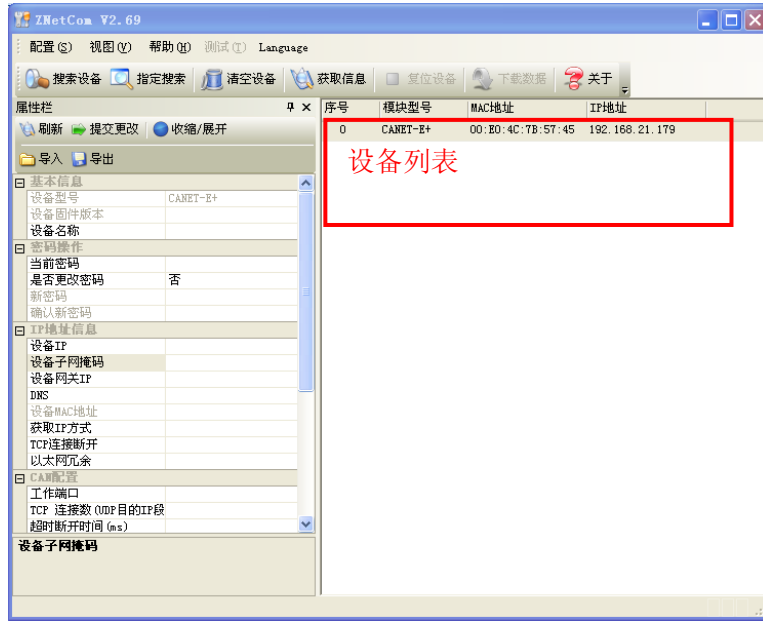 ZNetCom V2.69
配置(S) 视图(V) 帮助(H) 测试(T) Language
搜索设备 指定搜索 清空设备 获取信息 复位设备 下载数据 关于
属性栏
刷新 提交更改 收缩/展开
导入 导出
基本信息
设备型号 CANET-E+
设备固件版本
设备名称
密码操作
当前密码
是否更改密码 否
新密码
确认新密码
IP地址信息
设备IP
设备子网掩码
设备网关IP
DNS
设备MAC地址
获取IP方式
TCP连接断开
以太网冗余
CAN配置
工作端口
TCP 连接数(UDP目的IP段
超时断开时间(ms)
设备子网掩码
序号 模块型号 MAC地址 IP地址
0 CANET-E+ 00:E0:4C:7B:57:45 192.168.21.179
设备列表